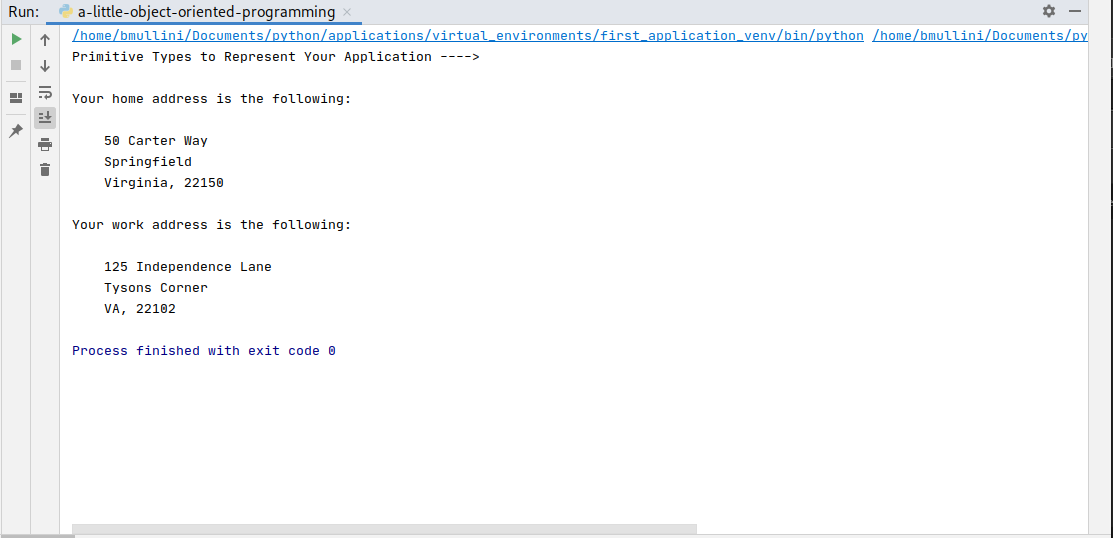 Run: a-little-object-oriented-programming
/home/bmullini/Documents/python/applications/virtual_environments/first_application_venv/bin/python /home/bmullini/Documents/py
Primitive Types to Represent Your Application ---->
Your home address is the following:
50 Carter Way
Springfield
Virginia, 22150
Your work address is the following:
125 Independence Lane
Tysons Corner
VA, 22102
Process finished with exit code 0